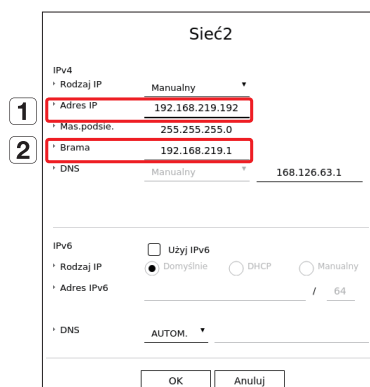 Sieć2
IPv4
Rodzaj IP Manualny
1 Adres IP 192.168.219.192
Mas.podsie. 255.255.255.0
2 Brama 192.168.219.1
DNS Manualny 168.126.63.1
IPv6 Użyj IPv6
Rodzaj IP Domyślnie DHCP Manualny
Adres IPv6 / 64
DNS AUTOM.
OK Anuluj